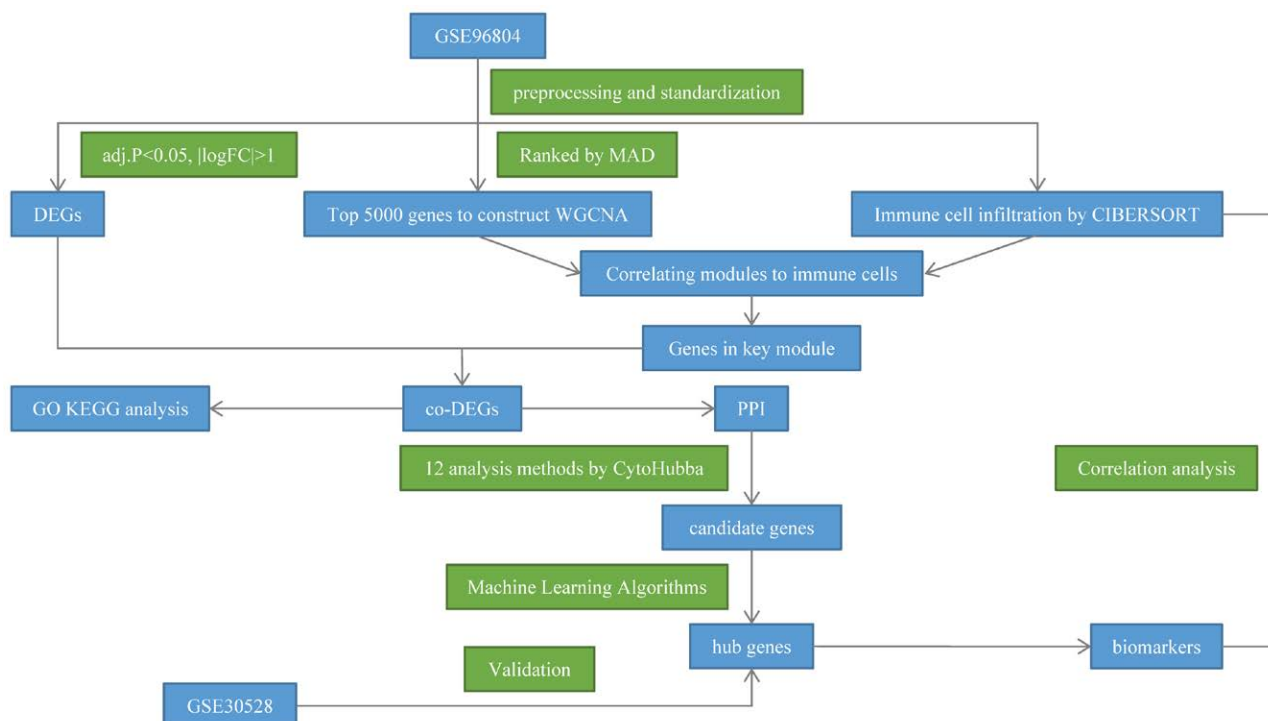 GSE96804
preprocessing and standardization
adj.P<0.05, |logFC|>1
Ranked by MAD
DEGs
Top 5000 genes to construct WGCNA
Immune cell infiltration by CIBERSORT
Correlating modules to immune cells
Genes in key module
GO KEGG analysis
co-DEGs
PPI
12 analysis methods by CytoHubba
Correlation analysis
candidate genes
Machine Learning Algorithms
hub genes
biomarkers
Validation
GSE30528